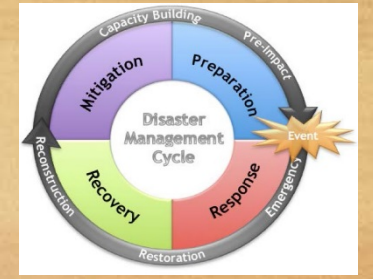 Capacity Building
Pre-Impact
Mitigation
Preparation
Disaster
Management
Cycle
Event
Reconstruction
Recovery
Response
Emergency
Restoration